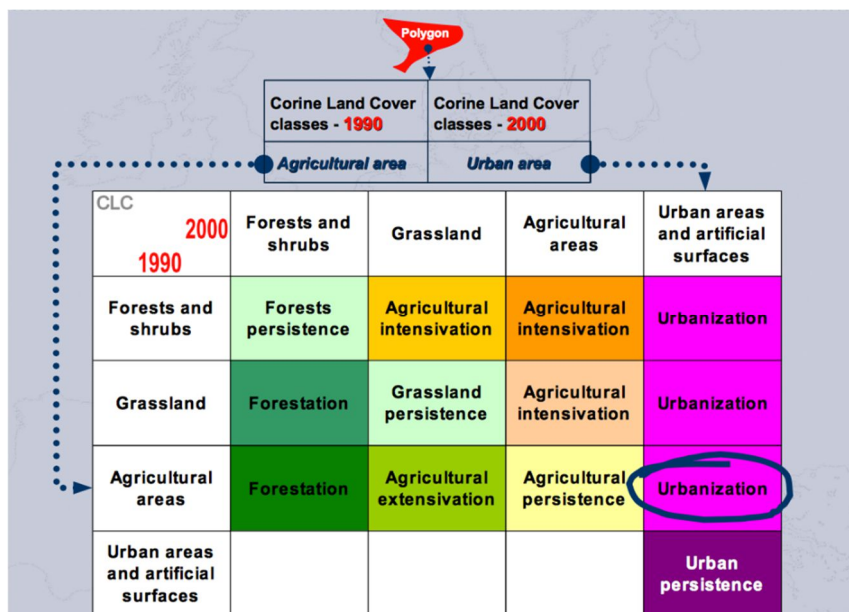 Polygon
Corine Land Cover
classes - 1990
Corine Land Cover
classes - 2000
Agricultural area
Urban area
CLC
2000
1990
Forests and
shrubs
Grassland
Agricultural
areas
Urban areas
and artificial
surfaces
Forests and
shrubs
Forests
persistence
Agricultural
intensivation
Agricultural
intensivation
Urbanization
Grassland
Forestation
Grassland
persistence
Agricultural
intensivation
Urbanization
Agricultural
areas
Forestation
Agricultural
extensivation
Agricultural
persistence
Urbanization
Urban areas
and artificial
surfaces
Urban
persistence